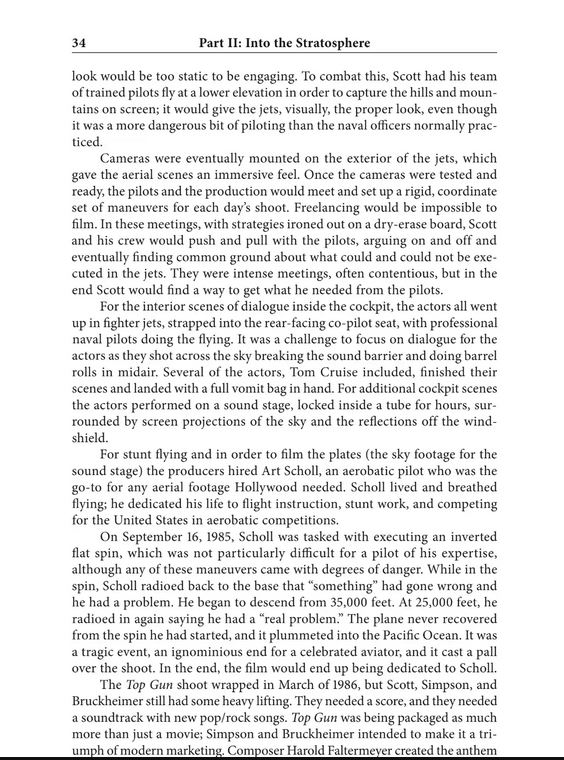 34 Part II: Into the Stratosphere
look would be too static to be engaging. To combat this, Scott had his team
of trained pilots fly at a lower elevation in order to capture the hills and moun-
tains on screen; it would give the jets, visually, the proper look, even though
it was a more dangerous bit of piloting than the naval officers normally prac-
ticed.
Cameras were eventually mounted on the exterior of the jets, which
gave the aerial scenes an immersive feel. Once the cameras were tested and
ready, the pilots and the production would meet and set up a rigid, coordinate
set of maneuvers for each day's shoot. Freelancing would be impossible to
film. In these meetings, with strategies ironed out on a dry-erase board, Scott
and his crew would push and pull with the pilots, arguing on and off and
eventually finding common ground about what could and could not be exe-
cuted in the jets. They were intense meetings, often contentious, but in the
end Scott would find a way to get what he needed from the pilots.
For the interior scenes of dialogue inside the cockpit, the actors all went
up in fighter jets, strapped into the rear-facing co-pilot seat, with professional
naval pilots doing the flying. It was a challenge to focus on dialogue for the
actors as they shot across the sky breaking the sound barrier and doing barrel
rolls in midair. Several of the actors, Tom Cruise included, finished their
scenes and landed with a full vomit bag in hand. For additional cockpit scenes
the actors performed on a sound stage, locked inside a tube for hours, sur-
rounded by screen projections of the sky and the reflections off the wind-
shield.
For stunt flying and in order to film the plates (the sky footage for the
sound stage) the producers hired Art Scholl, an aerobatic pilot who was the
go-to for any aerial footage Hollywood needed. Scholl lived and breathed
flying; he dedicated his life to flight instruction, stunt work, and competing
for the United States in aerobatic competitions.
On September 16, 1985, Scholl was tasked with executing an inverted
flat spin, which was not particularly difficult for a pilot of his expertise,
although any of these maneuvers came with degrees of danger. While in the
spin, Scholl radioed back to the base that “something” had gone wrong and
he had a problem. He began to descend from 35,000 feet. At 25,000 feet, he
radioed in again saying he had a “real problem.” The plane never recovered
from the spin he had started, and it plummeted into the Pacific Ocean. It was
a tragic event, an ignominious end for a celebrated aviator, and it cast a pall
over the shoot. In the end, the film would end up being dedicated to Scholl.
The Top Gun shoot wrapped in March of 1986, but Scott, Simpson, and
Bruckheimer still had some heavy lifting. They needed a score, and they needed
a soundtrack with new pop/rock songs. Top Gun was being packaged as much
more than just a movie; Simpson and Bruckheimer intended to make it a tri-
umph of modern marketing. Composer Harold Faltermeyer created the anthem